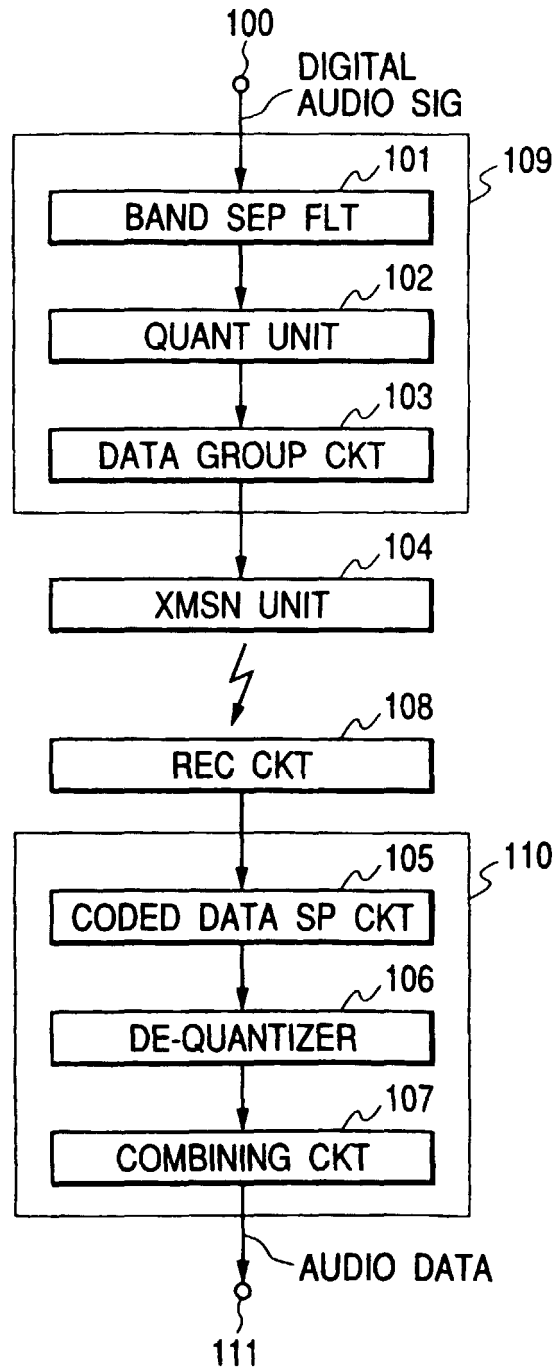 100
DIGITAL
AUDIO SIG
101
109
BAND SEP FLT
102
QUANT UNIT
103
DATA GROUP CKT
104
XMSN UNIT
108
REC CKT
105
110
CODED DATA SP CKT
106
DE-QUANTIZER
107
COMBINING CKT
AUDIO DATA
111